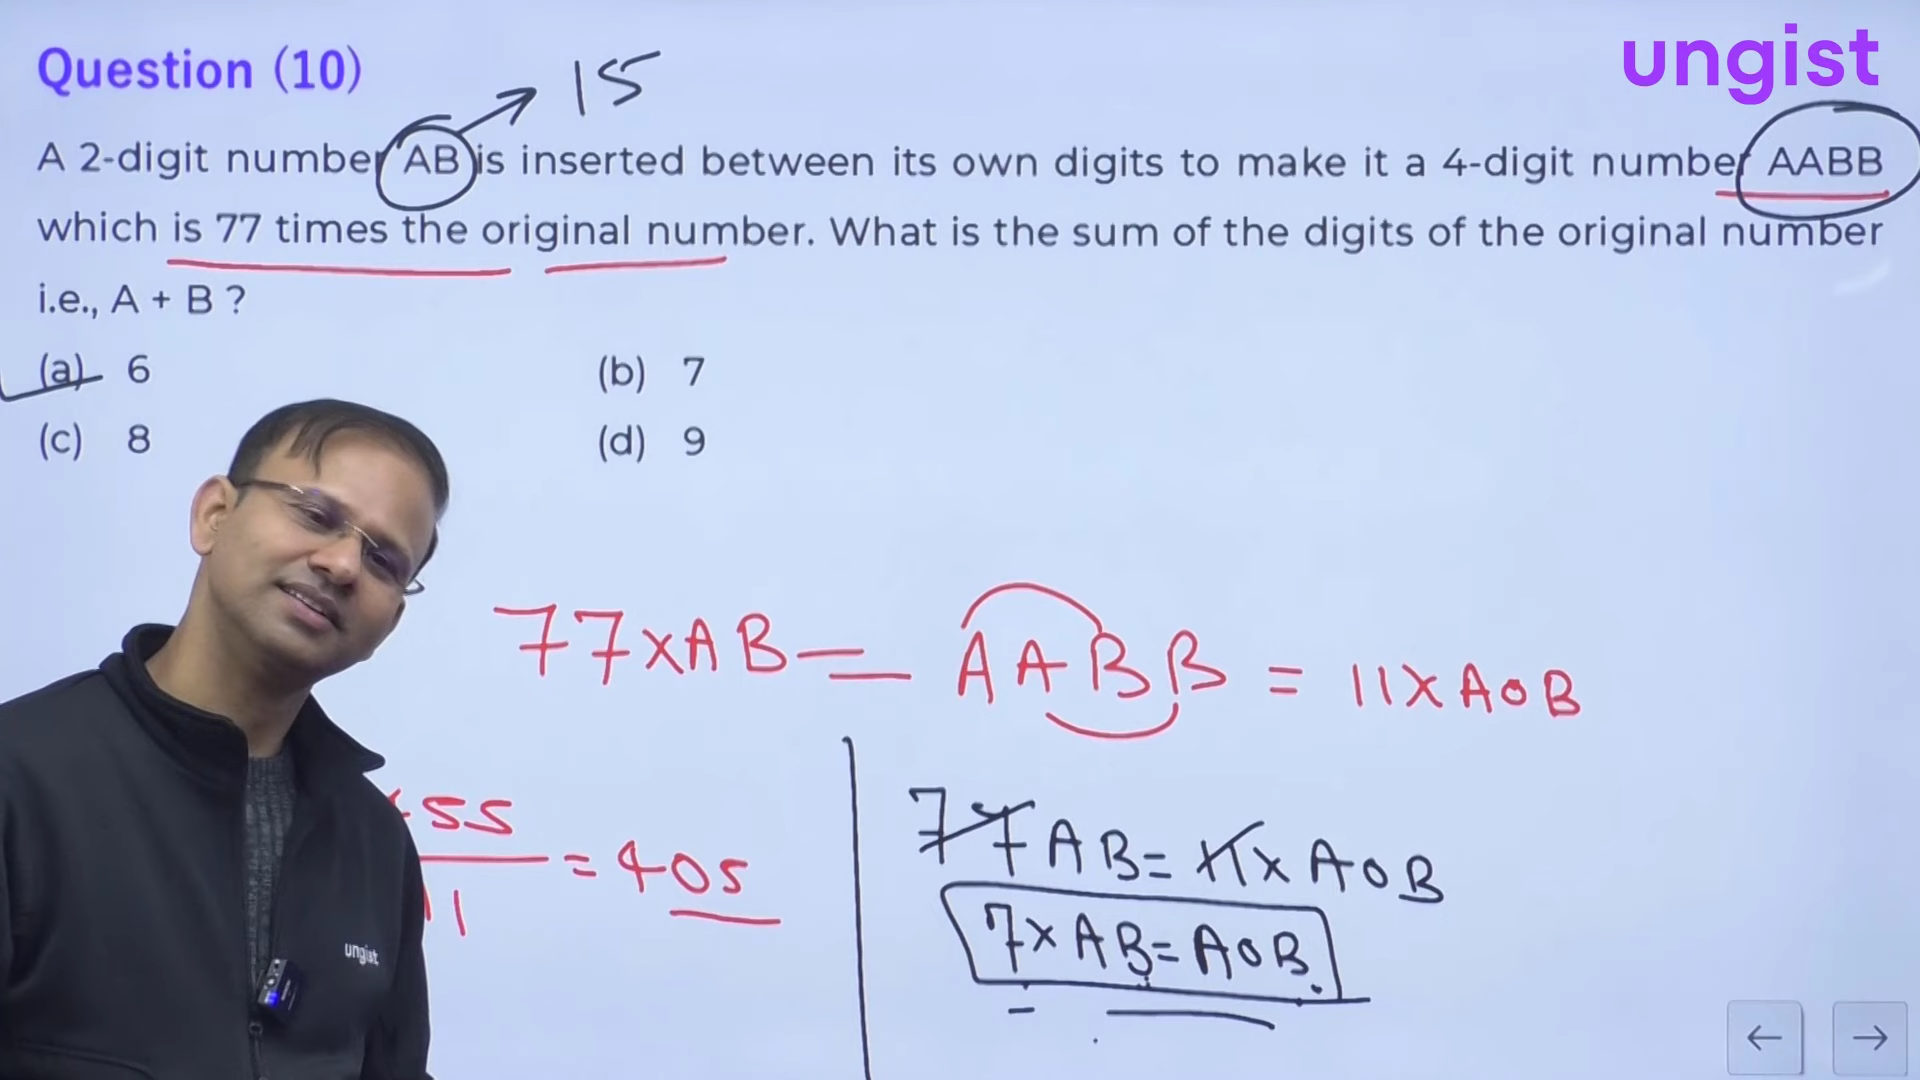 Question (10)
15
ungist
A 2-digit number AB is inserted between its own digits to make it a 4-digit number AABB
which is 77 times the original number. What is the sum of the digits of the original number
i.e., A + B ?
(a) 6
(b) 7
(c) 8
(d) 9
77×AB = AABB = 11×A0B
455
11
= 405
77AB = 11×A0B
7×AB = A0B
ungist